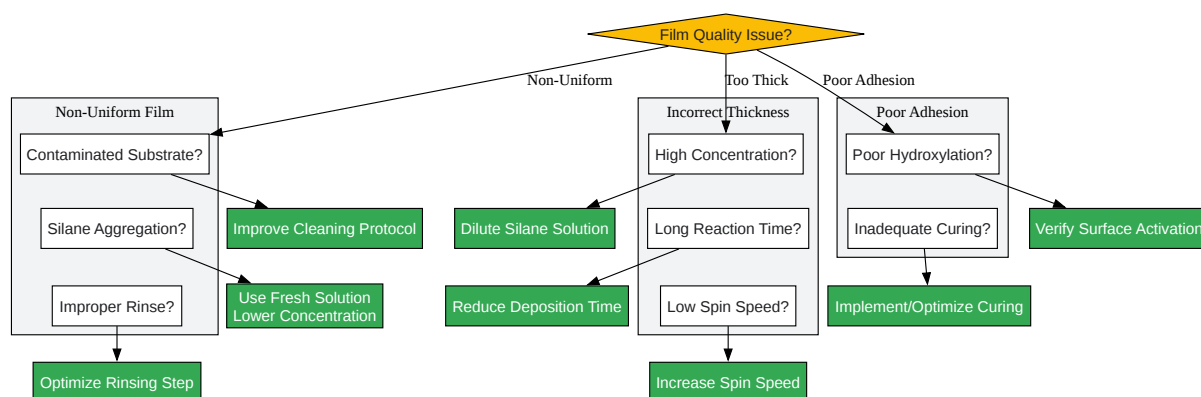 Film Quality Issue?
Non-Uniform
Too Thick
Poor Adhesion
Non-Uniform Film
Incorrect Thickness
Poor Adhesion
Contaminated Substrate?
High Concentration?
Poor Hydroxylation?
Silane Aggregation?
Improve Cleaning Protocol
Dilute Silane Solution
Long Reaction Time?
Inadequate Curing?
Verify Surface Activation
Improper Rinse?
Use Fresh Solution
Lower Concentration
Reduce Deposition Time
Low Spin Speed?
Implement/Optimize Curing
Optimize Rinsing Step
Increase Spin Speed